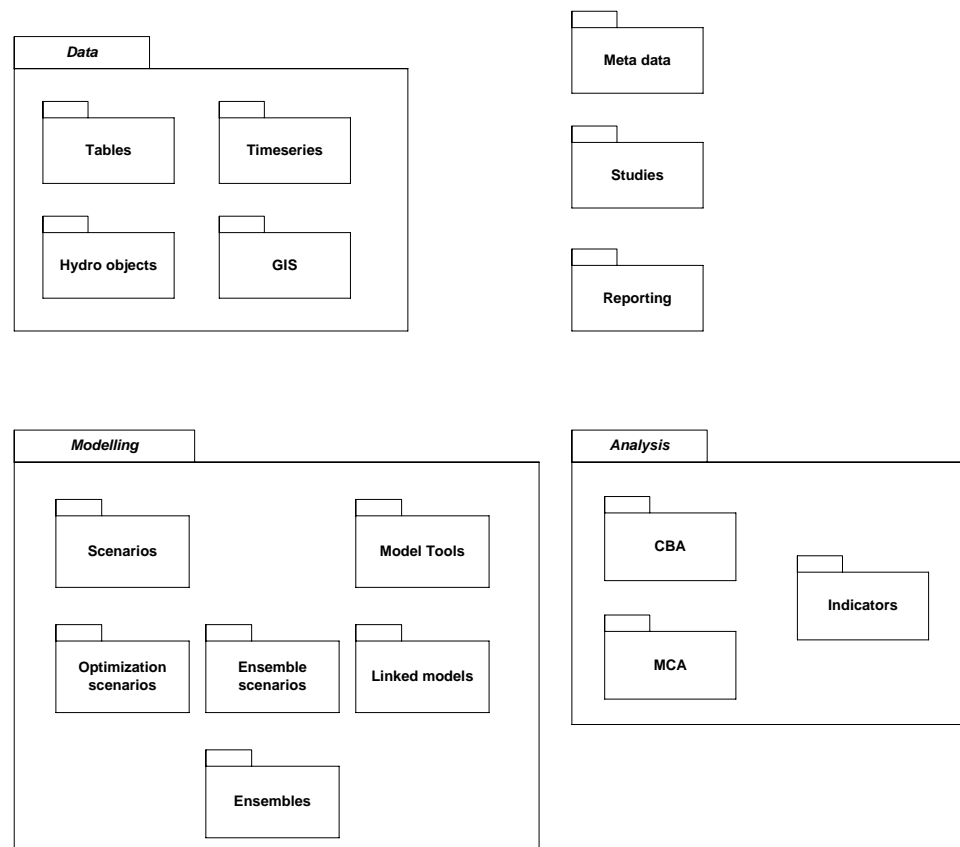 Data
Tables
Timeseries
Hydro objects
GIS
Meta data
Studies
Reporting
Modelling
Scenarios
Model Tools
Optimization
scenarios
Ensemble
scenarios
Linked models
Ensembles
Analysis
CBA
Indicators
MCA